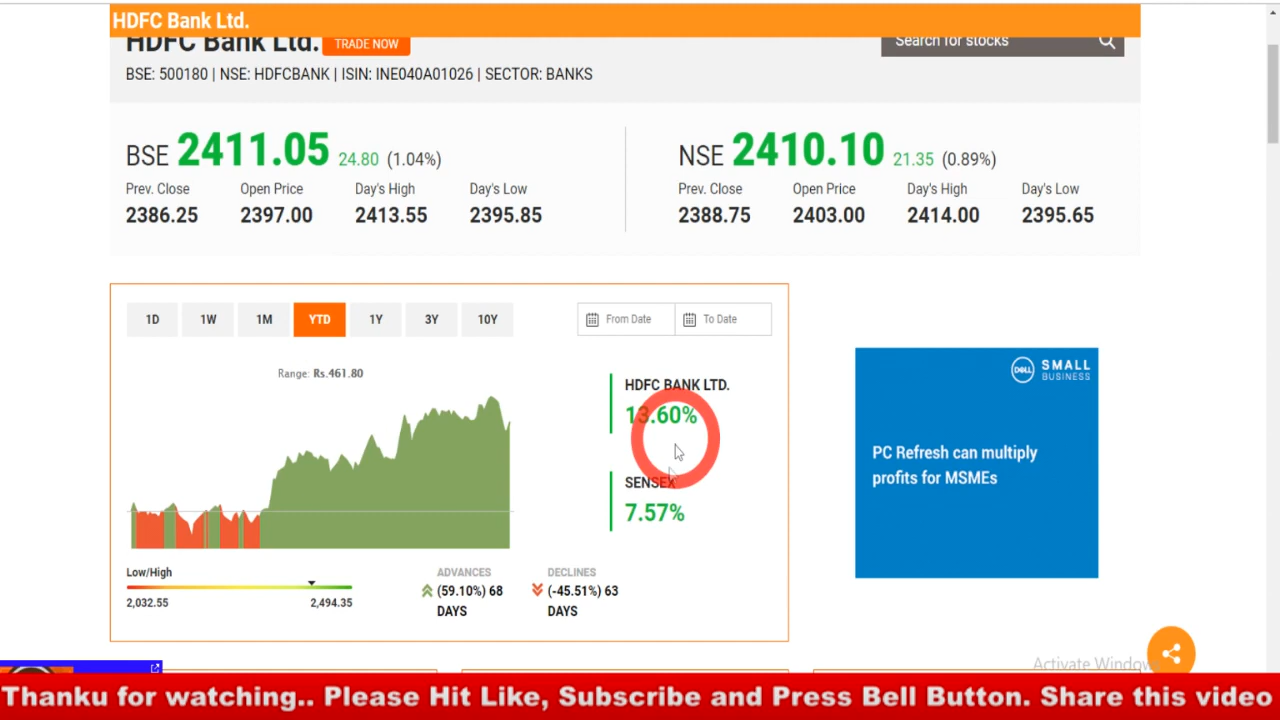 HDFC Bank Ltd.
HDFC Bank Ltd. TRADE NOW
Search for stocks
BSE: 500180 | NSE: HDFCBANK | ISIN: INE040A01026 | SECTOR: BANKS
BSE 2411.05 24.80 (1.04%)
Prev. Close Open Price Day's High Day's Low
2386.25 2397.00 2413.55 2395.85
NSE 2410.10 21.35 (0.89%)
Prev. Close Open Price Day's High Day's Low
2388.75 2403.00 2414.00 2395.65
1D 1W 1M YTD 1Y 3Y 10Y
From Date To Date
Range: Rs.461.80
HDFC BANK LTD.
13.60%
SENSEX
7.57%
Low/High
2,032.55 2,494.35
ADVANCES
(59.10%) 68
DAYS
DECLINES
(-45.51%) 63
DAYS
DELL SMALL
BUSINESS
PC Refresh can multiply
profits for MSMEs
Activate Windows
Thanku for watching.. Please Hit Like, Subscribe and Press Bell Button. Share this video